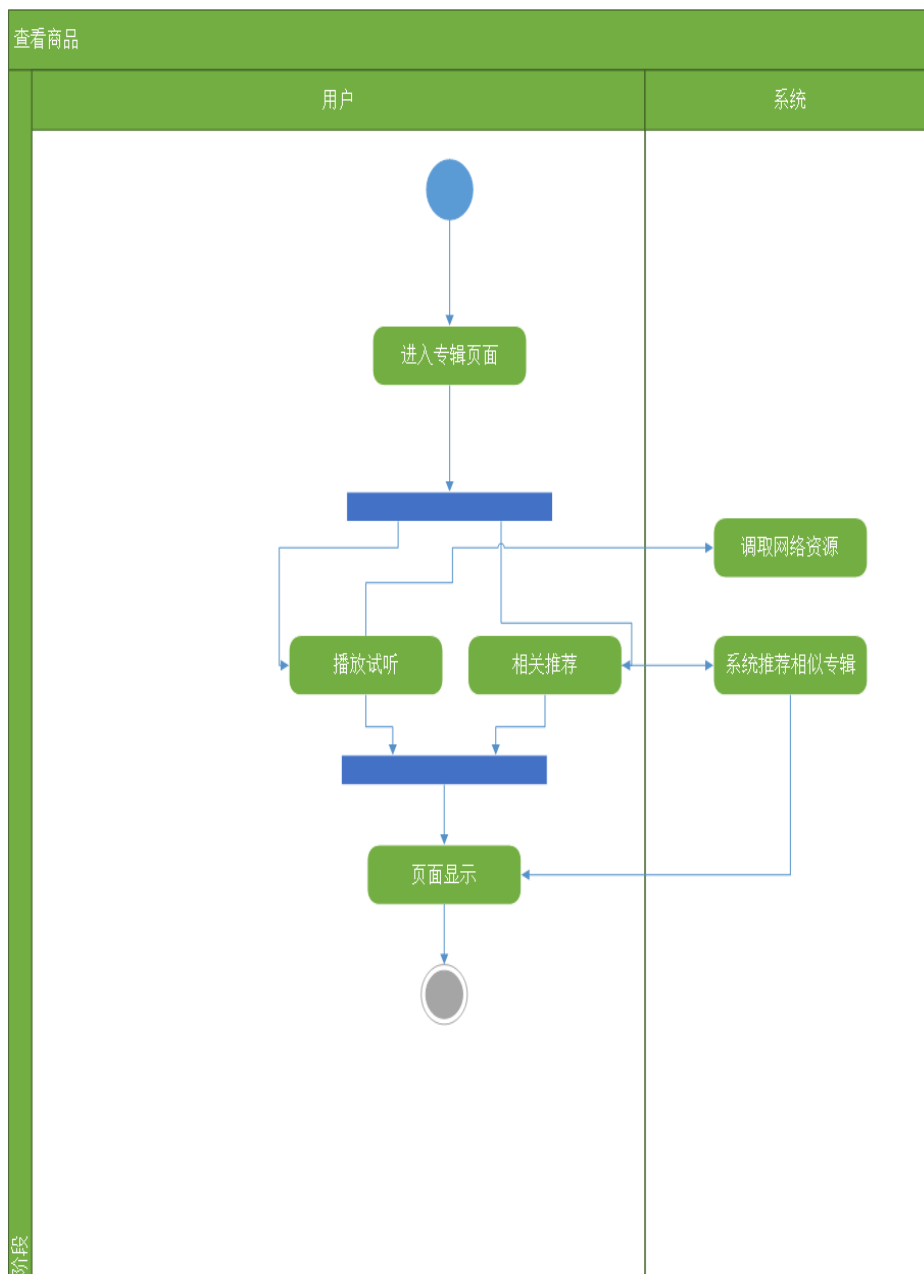 查看商品
用户
系统
进入专辑页面
调取网络资源
播放试听
相关推荐
系统推荐相似专辑
页面显示
阶段